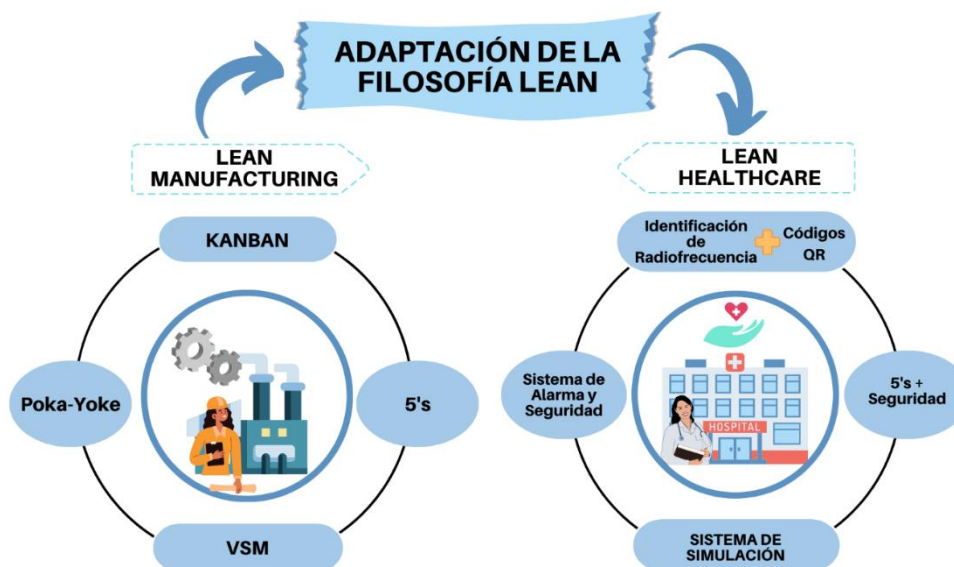 ADAPTACIÓN DE LA
FILOSOFÍA LEAN
LEAN
MANUFACTURING
KANBAN
Poka-Yoke
5's
VSM
LEAN
HEALTHCARE
Identificación
de
Radiofrecuencia
Códigos
QR
Sistema de
Alarma y
Seguridad
HOSPITAL
5's +
Seguridad
SISTEMA DE
SIMULACIÓN